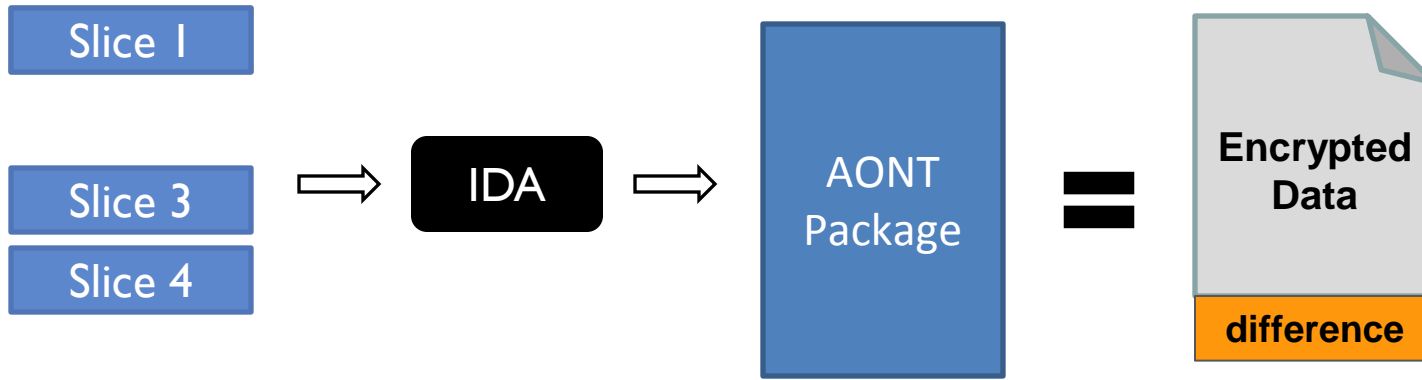 Slice 1
Slice 3
Slice 4
IDA
AONT
Package
Encrypted
Data
difference